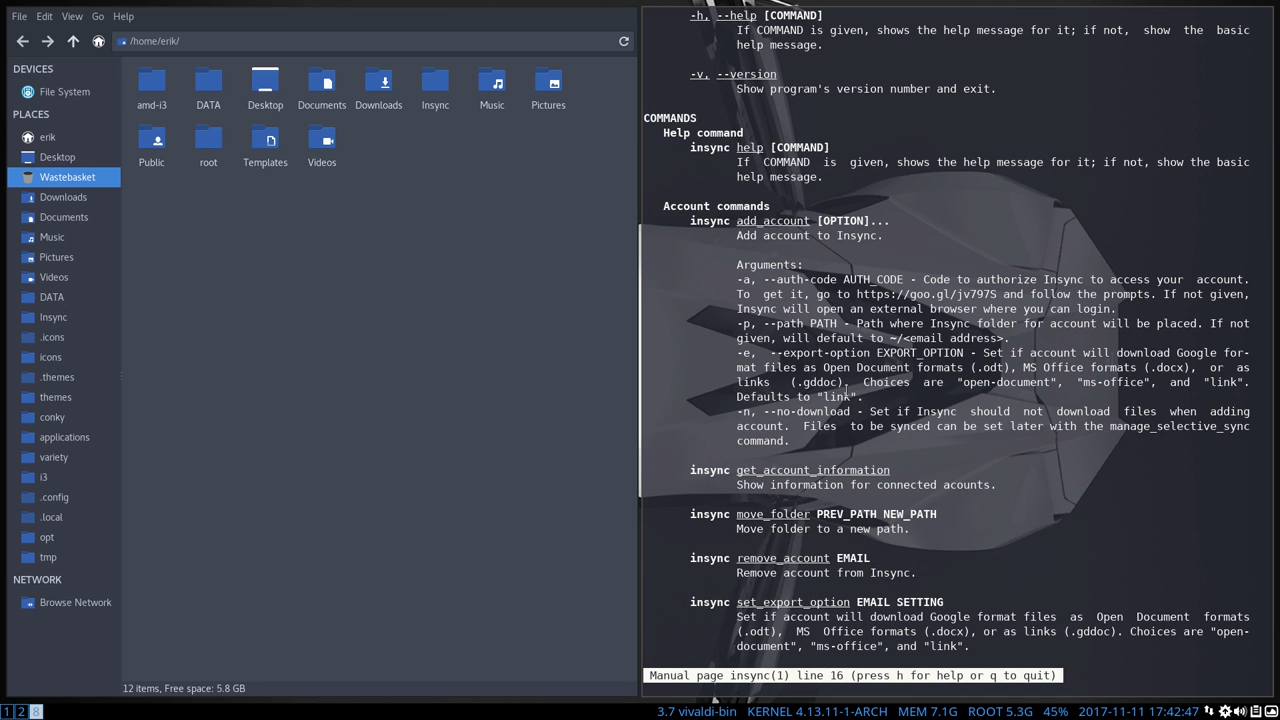 File Edit View Go Help
/home/erik/
DEVICES
File System
PLACES
erik
Desktop
Wastebasket
Downloads
Documents
Music
Pictures
Videos
DATA
Insync
.icons
icons
.themes
themes
conky
applications
variety
i3
.config
.local
opt
tmp
NETWORK
Browse Network
amd-i3 DATA Desktop Documents Downloads Insync Music Pictures
Public root Templates Videos
12 items, Free space: 5.8 GB
-h, --help [COMMAND]
If COMMAND is given, shows the help message for it; if not, show the basic
help message.
-v, --version
Show program's version number and exit.
COMMANDS
Help command
insync help [COMMAND]
If COMMAND is given, shows the help message for it; if not, show the basic
help message.
Account commands
insync add_account [OPTION]...
Add account to Insync.
Arguments:
-a, --auth-code AUTH_CODE - Code to authorize Insync to access your account.
To get it, go to https://goo.gl/jv797S and follow the prompts. If not given,
Insync will open an external browser where you can login.
-p, --path PATH - Path where Insync folder for account will be placed. If not
given, will default to ~/<email address>.
-e, --export-option EXPORT_OPTION - Set if account will download Google for-
mat files as Open Document formats (.odt), MS Office formats (.docx), or as
links (.gddoc). Choices are "open-document", "ms-office", and "link".
Defaults to "link".
-n, --no-download - Set if Insync should not download files when adding
account. Files to be synced can be set later with the manage_selective_sync
command.
insync get_account_information
Show information for connected acounts.
insync move_folder PREV_PATH NEW_PATH
Move folder to a new path.
insync remove_account EMAIL
Remove account from Insync.
insync set_export_option EMAIL SETTING
Set if account will download Google format files as Open Document formats
(.odt), MS Office formats (.docx), or as links (.gddoc). Choices are "open-
document", "ms-office", and "link".
Manual page insync(1) line 16 (press h for help or q to quit)
1 2 8
3.7 vivaldi-bin KERNEL 4.13.11-1-ARCH MEM 7.1G ROOT 5.3G 45% 2017-11-11 17:42:47